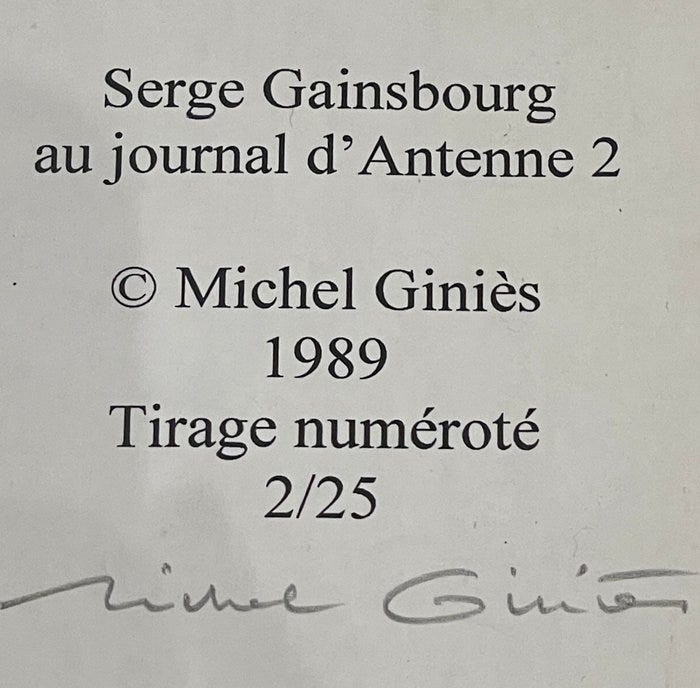 Serge Gainsbourg
au journal d’Antenne 2
© Michel Giniès
1989
Tirage numéroté
2/25
Michel Giniès